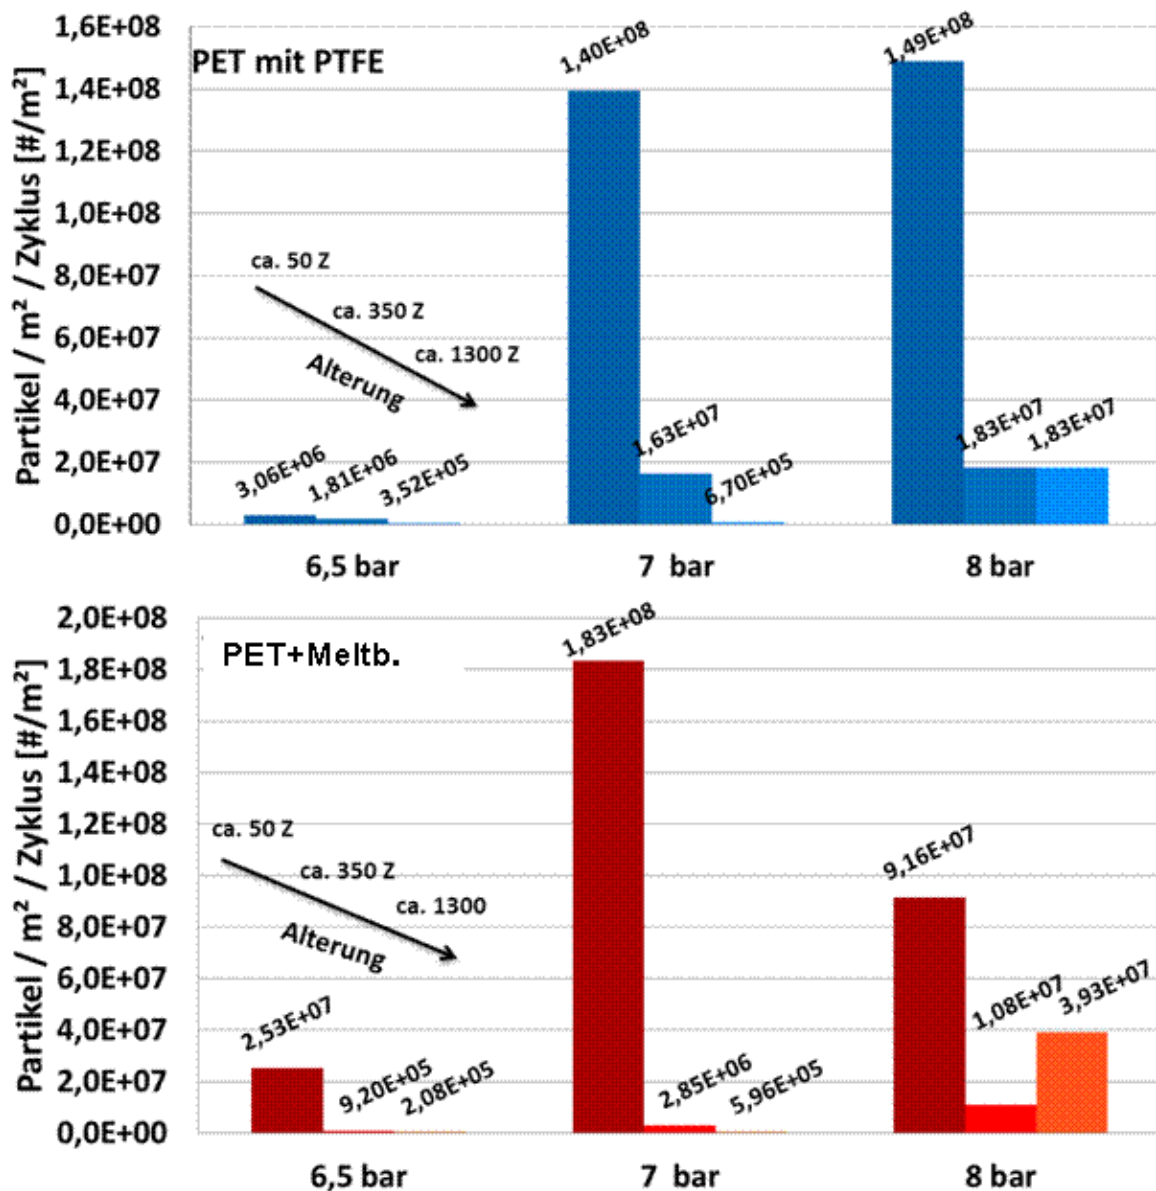 Partikel / m² / Zyklus [#/m²]
1,6E+08
1,4E+08
1,2E+08
1,0E+08
8,0E+07
6,0E+07
4,0E+07
2,0E+07
0,0E+00
PET mit PTFE
ca. 50 Z
ca. 350 Z
ca. 1300 Z
Alterung
3,06E+06
1,81E+06
3,52E+05
1,40E+08
1,63E+07
6,70E+05
1,49E+08
1,83E+07
1,83E+07
6,5 bar
7 bar
8 bar
Partikel / m² / Zyklus [#/m²]
2,0E+08
1,8E+08
1,6E+08
1,4E+08
1,2E+08
1,0E+08
8,0E+07
6,0E+07
4,0E+07
2,0E+07
0,0E+00
PET+Meltb.
ca. 50 Z
ca. 350 Z
ca. 1300
Alterung
2,53E+07
9,20E+05
2,08E+05
1,83E+08
2,85E+06
5,96E+05
9,16E+07
1,08E+07
3,93E+07
6,5 bar
7 bar
8 bar